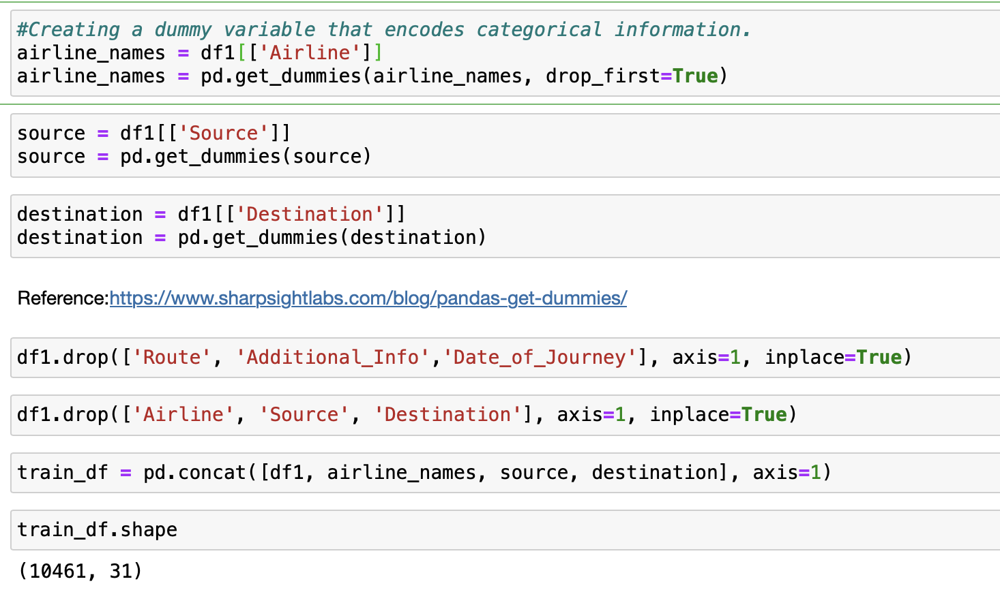 #Creating a dummy variable that encodes categorical information.
airline_names = df1[['Airline']]
airline_names = pd.get_dummies(airline_names, drop_first=True)
source = df1[['Source']]
source = pd.get_dummies(source)
destination = df1[['Destination']]
destination = pd.get_dummies(destination)
Reference:https://www.sharpsightlabs.com/blog/pandas-get-dummies/
df1.drop(['Route', 'Additional_Info','Date_of_Journey'], axis=1, inplace=True)
df1.drop(['Airline', 'Source', 'Destination'], axis=1, inplace=True)
train_df = pd.concat([df1, airline_names, source, destination], axis=1)
train_df.shape
(10461, 31)